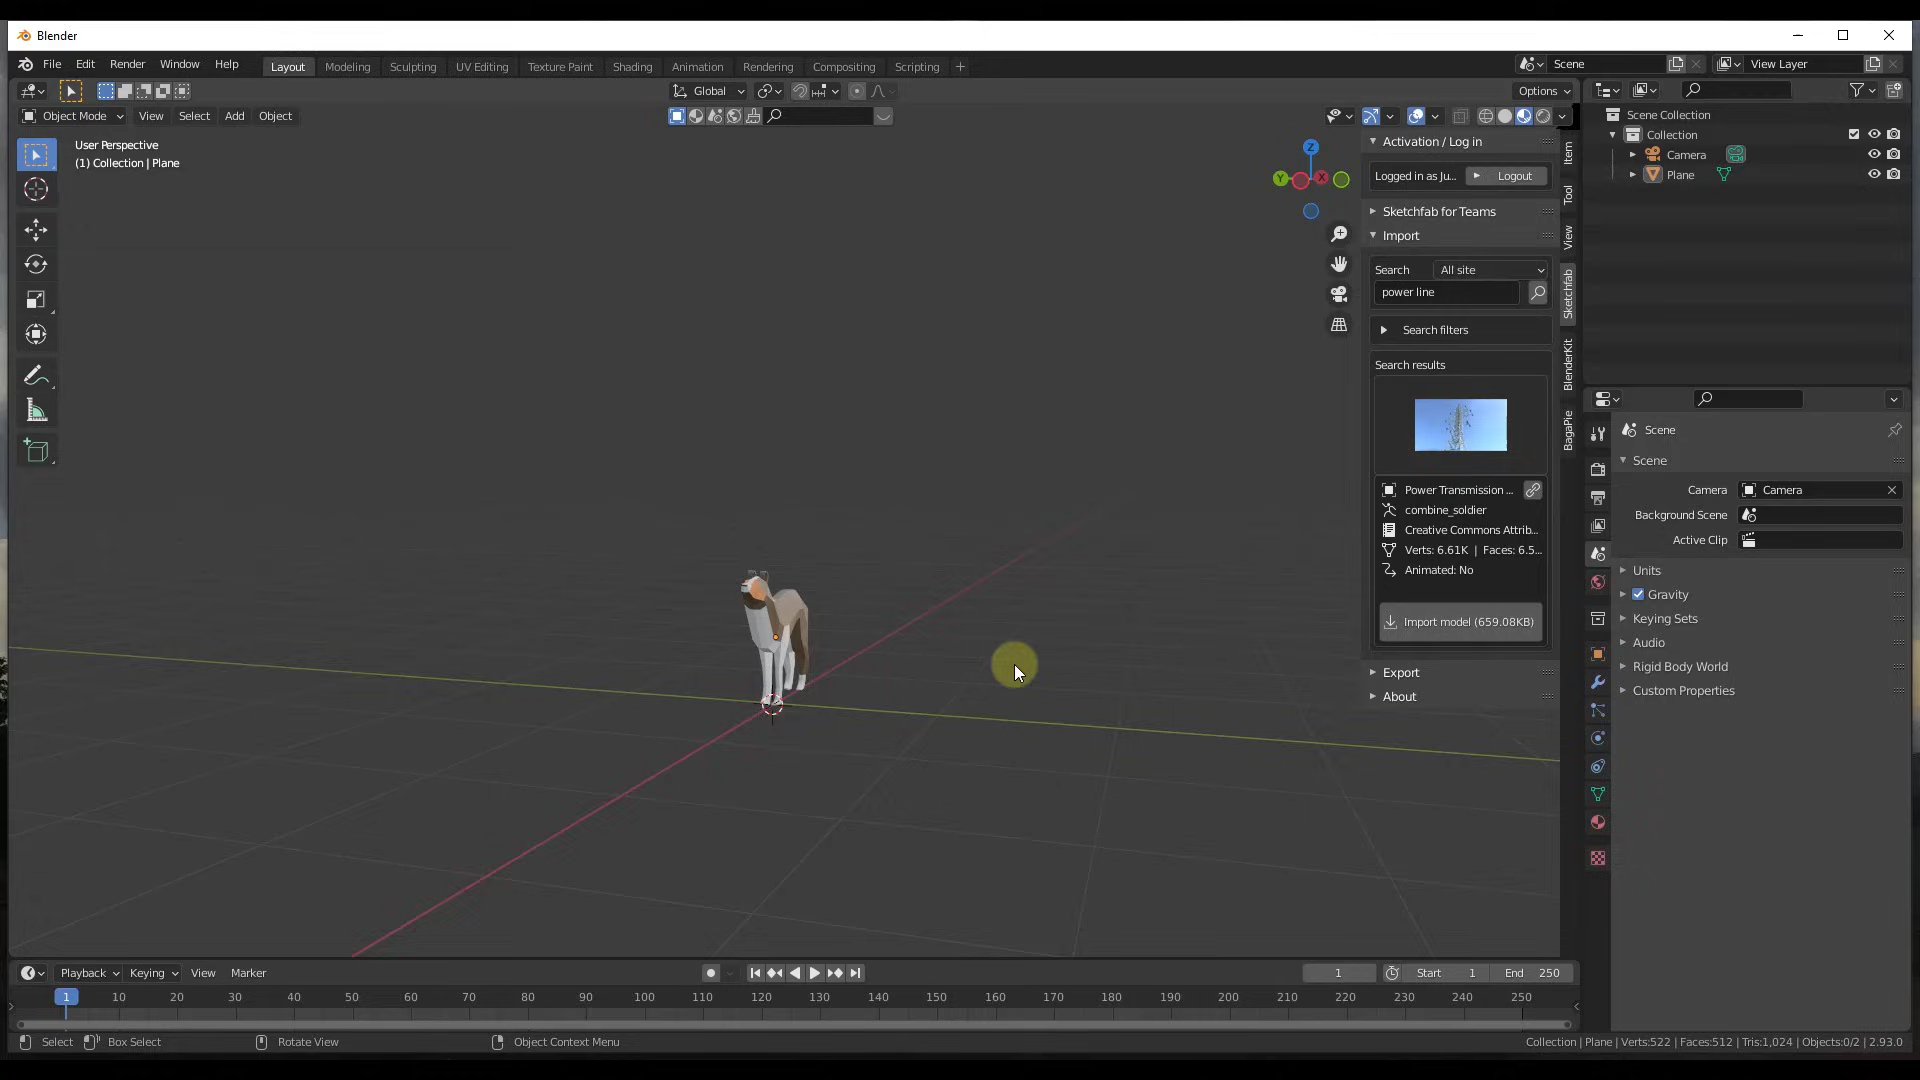 Blender
File Edit Render Window Help
Layout Modeling Sculpting UV Editing Texture Paint Shading Animation Rendering Compositing Scripting +
Scene
View Layer
Global
Options
Object Mode View Select Add Object
User Perspective
(1) Collection | Plane
Z
Y
X
Activation / Log in
Logged in as Ju... Logout
Sketchfab for Teams
Import
Search All site
power line
Search filters
Search results
Power Transmission ...
combine_soldier
Creative Commons Attrib...
Verts: 6.61K | Faces: 6.5...
Animated: No
Import model (659.08KB)
Export
About
Item
Tool
View
Sketchfab
BlenderKit
BagaPie
Scene Collection
Collection
Camera
Plane
Scene
Scene
Camera Camera
Background Scene
Active Clip
Units
Gravity
Keying Sets
Audio
Rigid Body World
Custom Properties
Playback Keying View Marker
1 Start 1 End 250
1 10 20 30 40 50 60 70 80 90 100 110 120 130 140 150 160 170 180 190 200 210 220 230 240 250
Select Box Select Rotate View Object Context Menu
Collection | Plane | Verts:522 | Faces:512 | Tris:1,024 | Objects:0/2 | 2.93.0